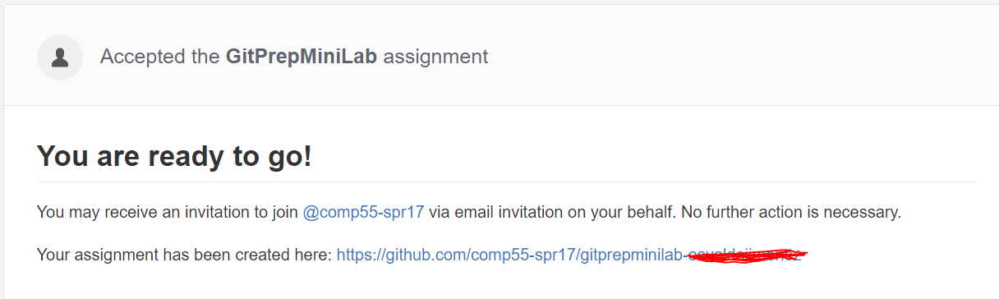 Accepted the GitPrepMiniLab assignment
You are ready to go!
You may receive an invitation to join @comp55-spr17 via email invitation on your behalf. No further action is necessary.
Your assignment has been created here: https://github.com/comp55-spr17/gitprepminilab-